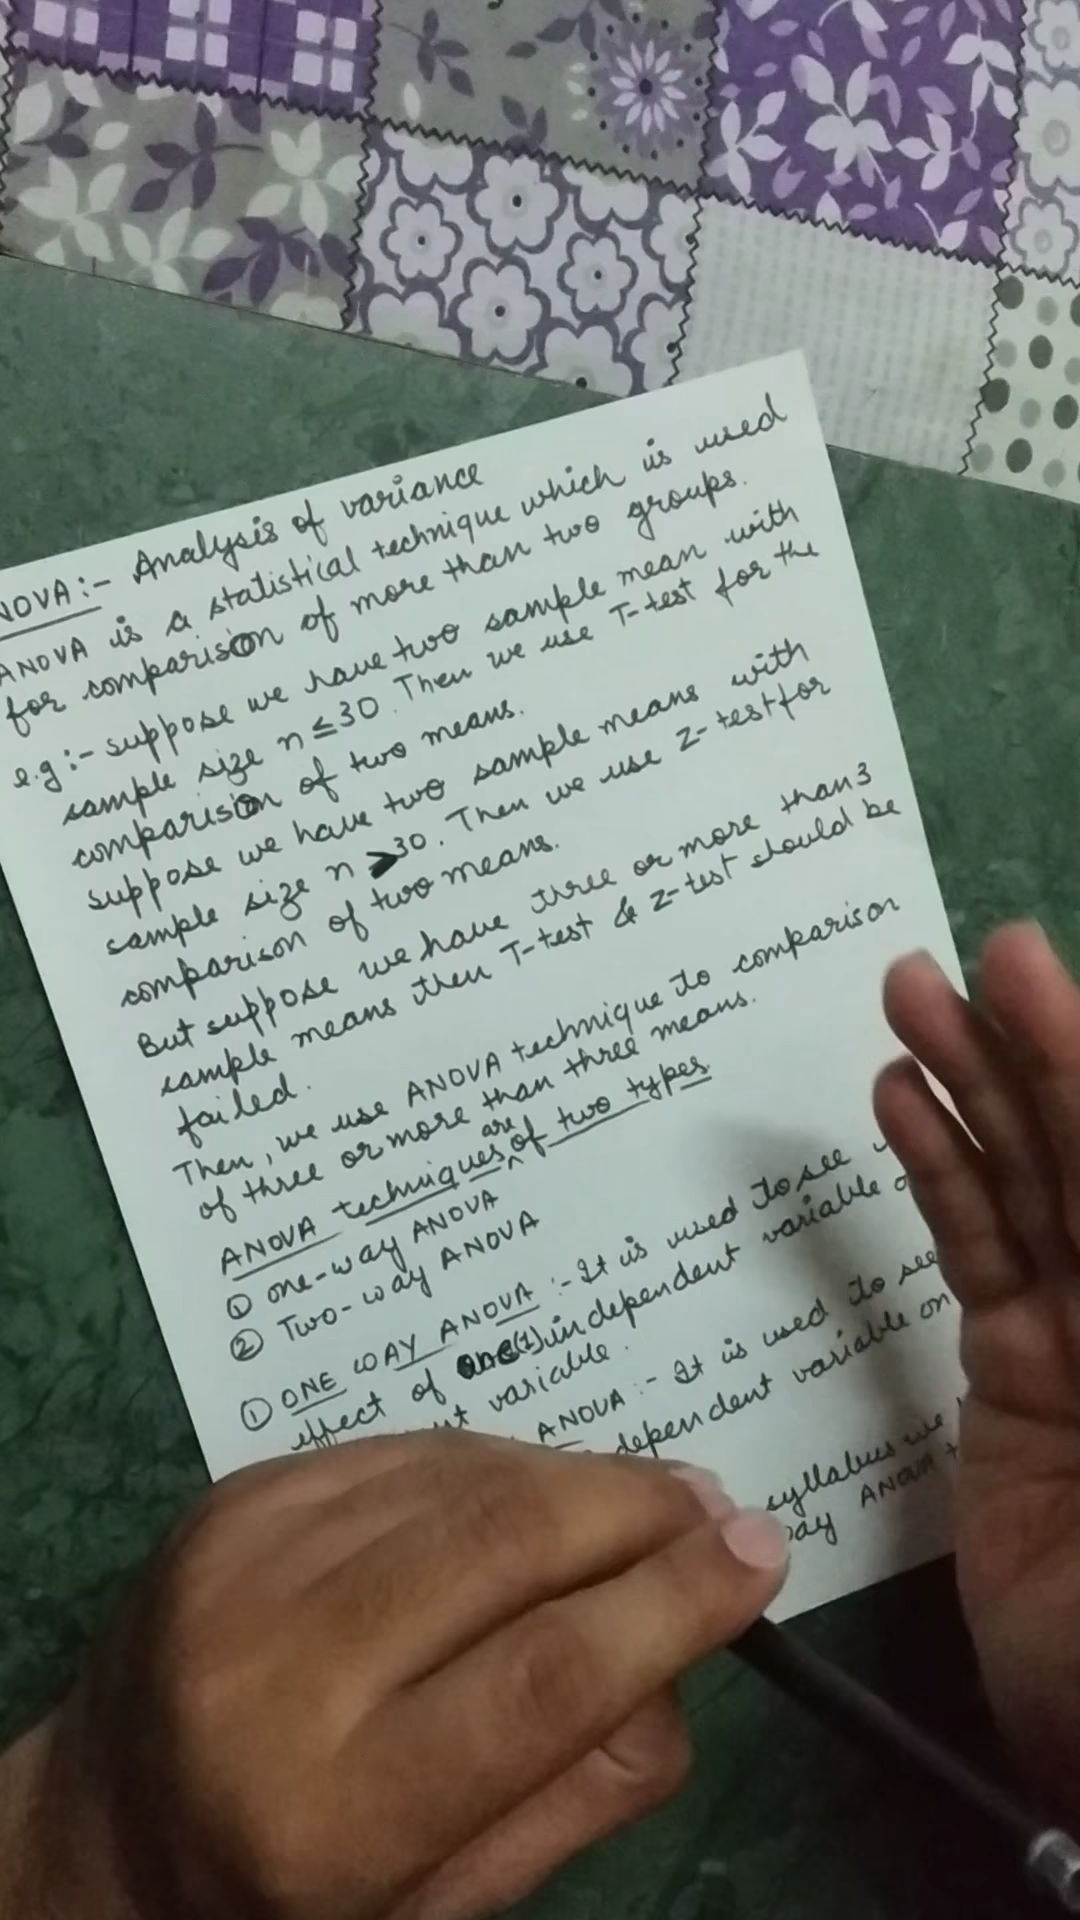 NOVA :- Analysis of variance
ANOVA is a statistical technique which is used
for comparision of more than two groups.
e.g :- suppose we have two sample mean with
sample size n ≤ 30. Then we use T-test for the
comparision of two means.
suppose we have two sample means with
sample size n > 30. Then we use Z-test for
comparison of two means.
But suppose we have three or more than 3
sample means then T-test & Z-test should be
failed.
Then, we use ANOVA technique to comparison
of three or more than three means.
ANOVA techniques are of two types.
① one-way ANOVA
② Two-way ANOVA
① ONE WAY ANOVA :- It is used to see
effect of one(1) independent variable
variable.
ANOVA :- It is used to see
dependent variable on
syllabus we
ANOVA